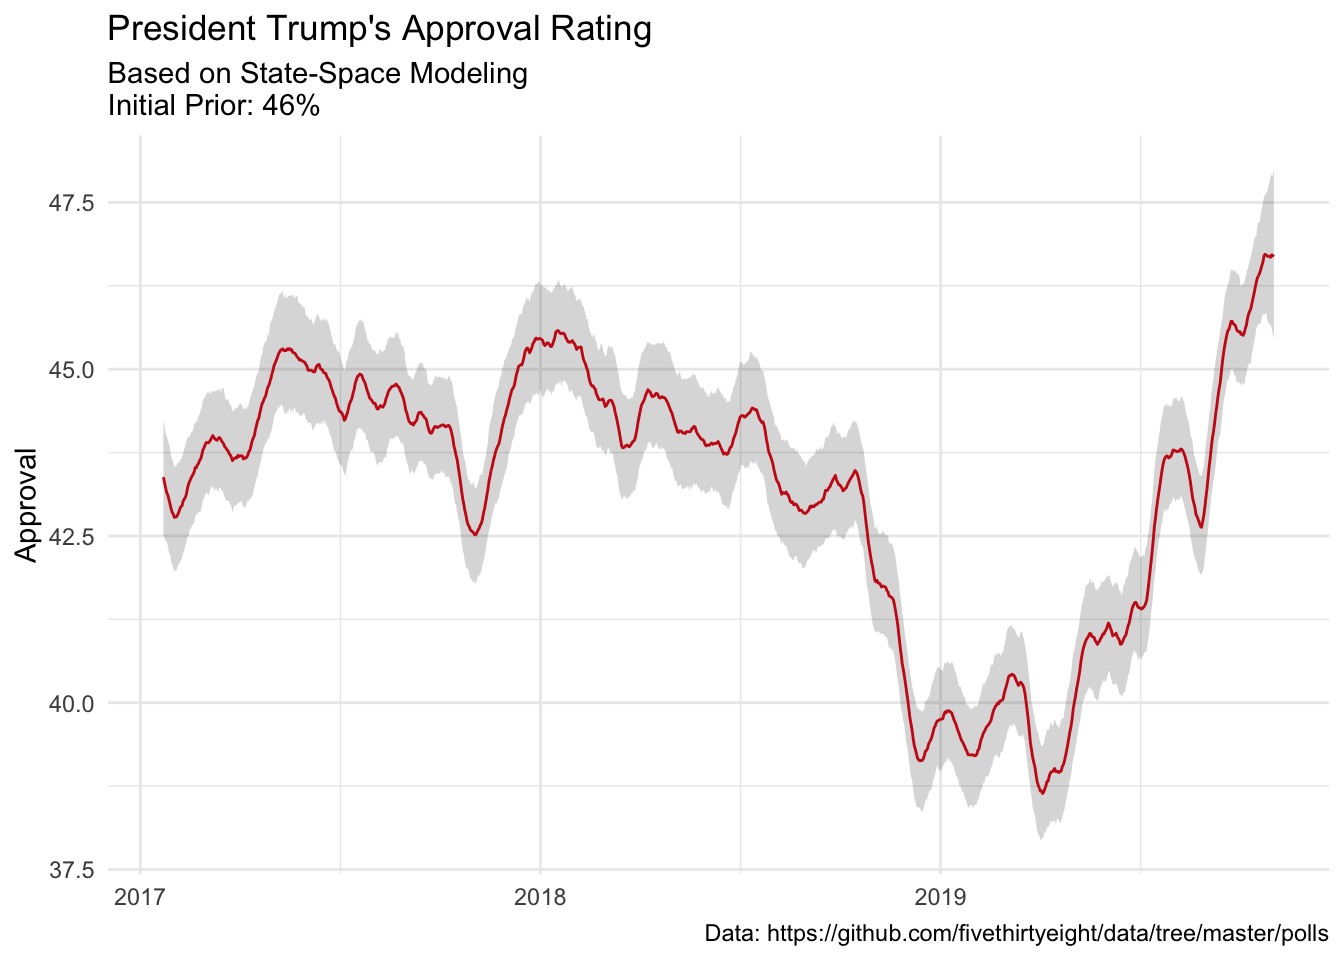 President Trump's Approval Rating
Based on State-Space Modeling
Initial Prior: 46%
47.5
45.0
42.5
40.0
37.5
Approval
2017
2018
2019
Data: https://github.com/fivethirtyeight/data/tree/master/polls